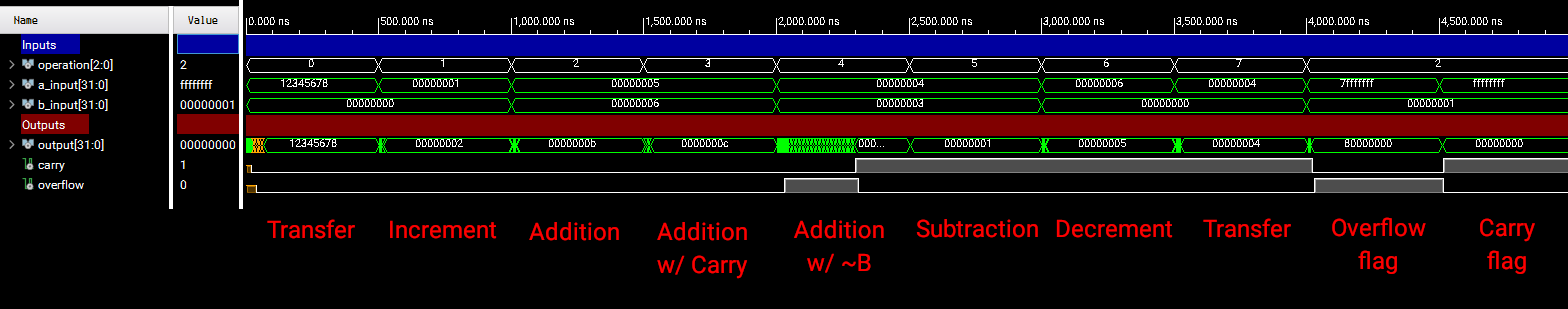 Name Value 0.000 ns 500.000 ns 1,000.000 ns 1,500.000 ns 2,000.000 ns 2,500.000 ns 3,000.000 ns 3,500.000 ns 4,000.000 ns 4,500.000 ns
Inputs
operation[2:0] 2 0 1 2 3 4 5 6 7 2
a_input[31:0] ffffffff 12345678 00000001 00000005 00000004 00000006 00000004 7fffffff ffffffff
b_input[31:0] 00000001 00000000 00000006 00000003 00000000 00000001
Outputs
output[31:0] 00000000 12345678 00000002 0000000b 0000000c 000... 00000001 00000005 00000004 80000000 00000000
carry 1
overflow 0
Transfer Increment Addition Addition Addition Subtraction Decrement Transfer Overflow Carry
w/ Carry w/ ~B flag flag